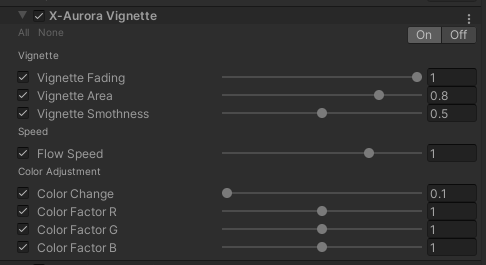 X-Aurora Vignette
All None On Off
Vignette
Vignette Fading 1
Vignette Area 0.8
Vignette Smothness 0.5
Speed
Flow Speed 1
Color Adjustment
Color Change 0.1
Color Factor R 1
Color Factor G 1
Color Factor B 1